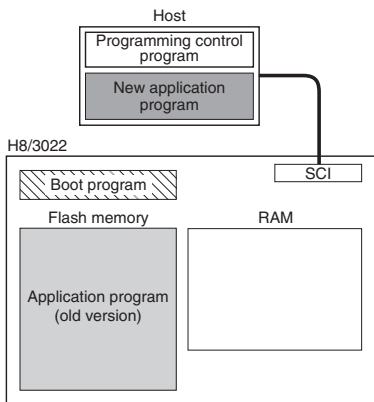 Host
Programming control
program
New application
program
H8/3022
SCI
Boot program
Flash memory
RAM
Application program
(old version)